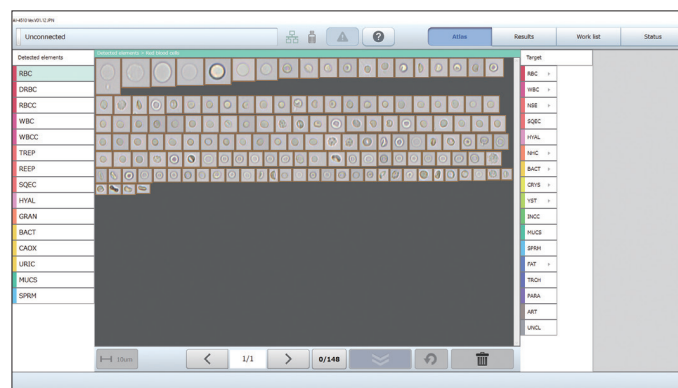 AI-4510 Ver.V01.12 JPN
Unconnected
Atlas
Results
Work list
Status
Detected elements
Detected elements > Red blood cells
Target
RBC
DRBC
RBCC
WBC
WBCC
TREP
REEP
SQEC
HYAL
GRAN
BACT
CAOX
URIC
MUCS
SPRM
RBC >
WBC >
NSE >
SQEC
HYAL
NHC >
BACT >
CRYS >
YST >
INCC
MUCS
SPRM
FAT >
TRCH
PARA
ART
UNCL
10um
1/1
0/148